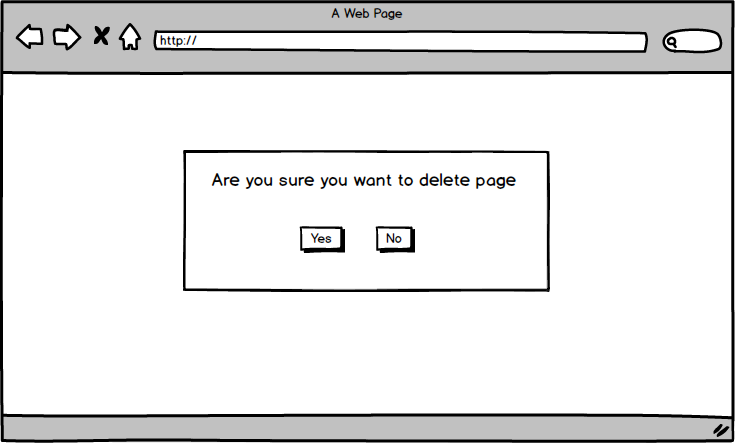 A Web Page
http://
Are you sure you want to delete page
Yes No